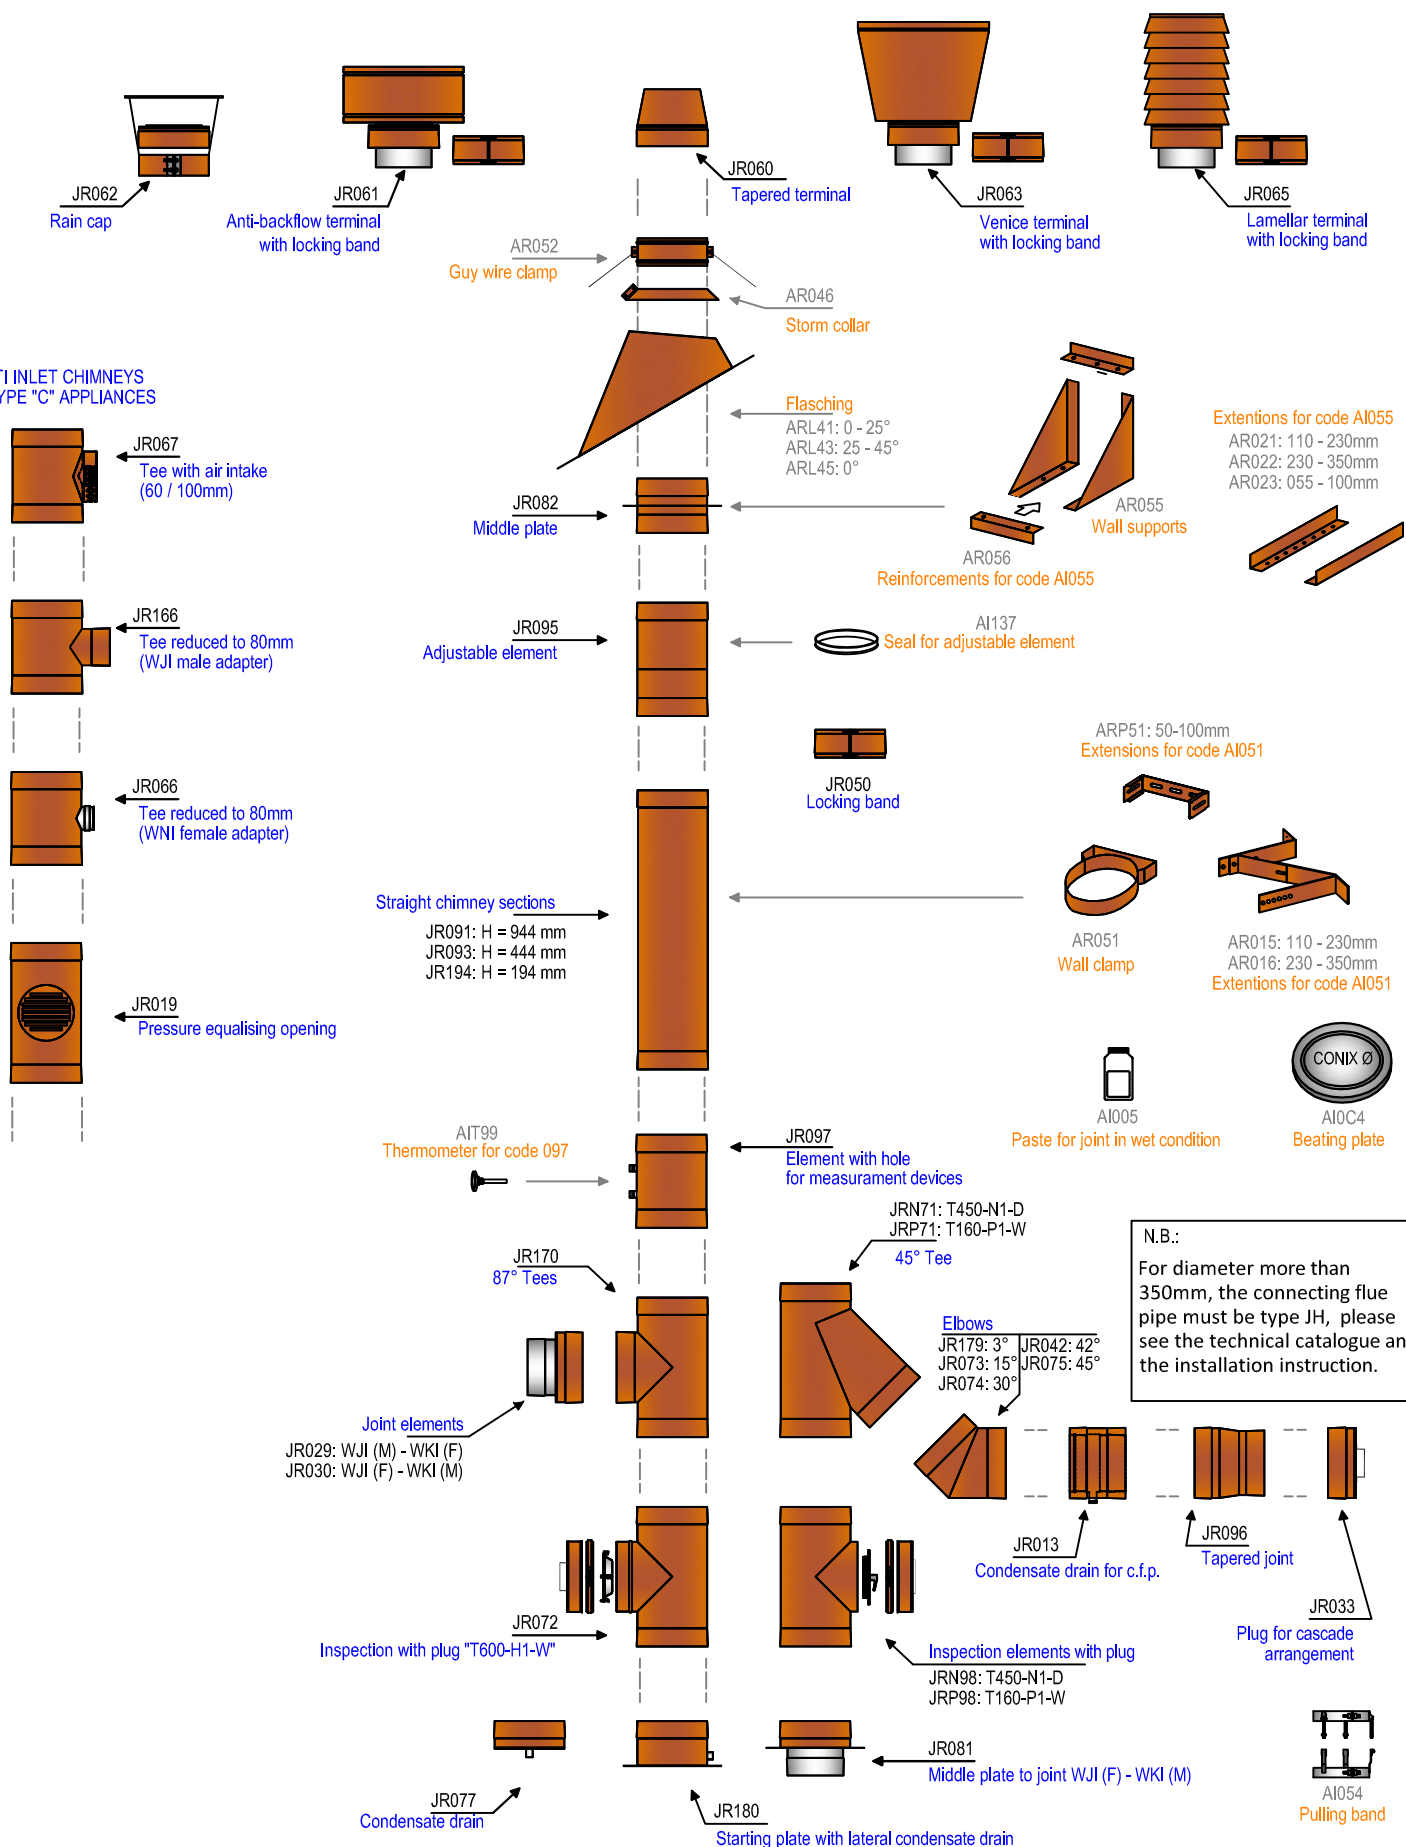 JR062
Rain cap
JR061
Anti-backflow terminal
with locking band
JR060
Tapered terminal
JR063
Venice terminal
with locking band
JR065
Lamellar terminal
with locking band
AR052
Guy wire clamp
AR046
Storm collar
TI INLET CHIMNEYS
YPE "C" APPLIANCES
Flasching
ARL41: 0 - 25°
ARL43: 25 - 45°
ARL45: 0°
Extentions for code AI055
AR021: 110 - 230mm
AR022: 230 - 350mm
AR023: 055 - 100mm
JR067
Tee with air intake
(60 / 100mm)
JR082
Middle plate
AR055
Wall supports
AR056
Reinforcements for code AI055
JR166
Tee reduced to 80mm
(WJI male adapter)
JR095
Adjustable element
AI137
Seal for adjustable element
JR050
Locking band
ARP51: 50-100mm
Extensions for code AI051
JR066
Tee reduced to 80mm
(WNI female adapter)
Straight chimney sections
JR091: H = 944 mm
JR093: H = 444 mm
JR194: H = 194 mm
AR051
Wall clamp
AR015: 110 - 230mm
AR016: 230 - 350mm
Extentions for code AI051
JR019
Pressure equalising opening
CONIX Ø
AI005
Paste for joint in wet condition
AI0C4
Beating plate
AIT99
Thermometer for code 097
JR097
Element with hole
for measurament devices
JRN71: T450-N1-D
JRP71: T160-P1-W
45° Tee
JR170
87° Tees
N.B.:
For diameter more than
350mm, the connecting flue
pipe must be type JH, please
see the technical catalogue an
the installation instruction.
Elbows
JR179: 3° JR042: 42°
JR073: 15° JR075: 45°
JR074: 30°
Joint elements
JR029: WJI (M) - WKI (F)
JR030: WJI (F) - WKI (M)
JR013
Condensate drain for c.f.p.
JR096
Tapered joint
JR033
Plug for cascade
arrangement
JR072
Inspection with plug "T600-H1-W"
Inspection elements with plug
JRN98: T450-N1-D
JRP98: T160-P1-W
JR081
Middle plate to joint WJI (F) - WKI (M)
JR077
Condensate drain
JR180
Starting plate with lateral condensate drain
AI054
Pulling band